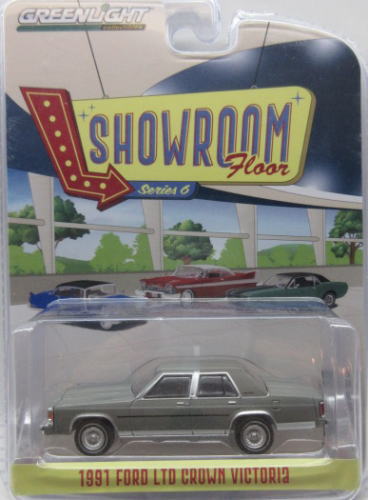 GREENLIGHT
SHOWROOM
Floor
Series 6
1991 FORD LTD CROWN VICTORIA